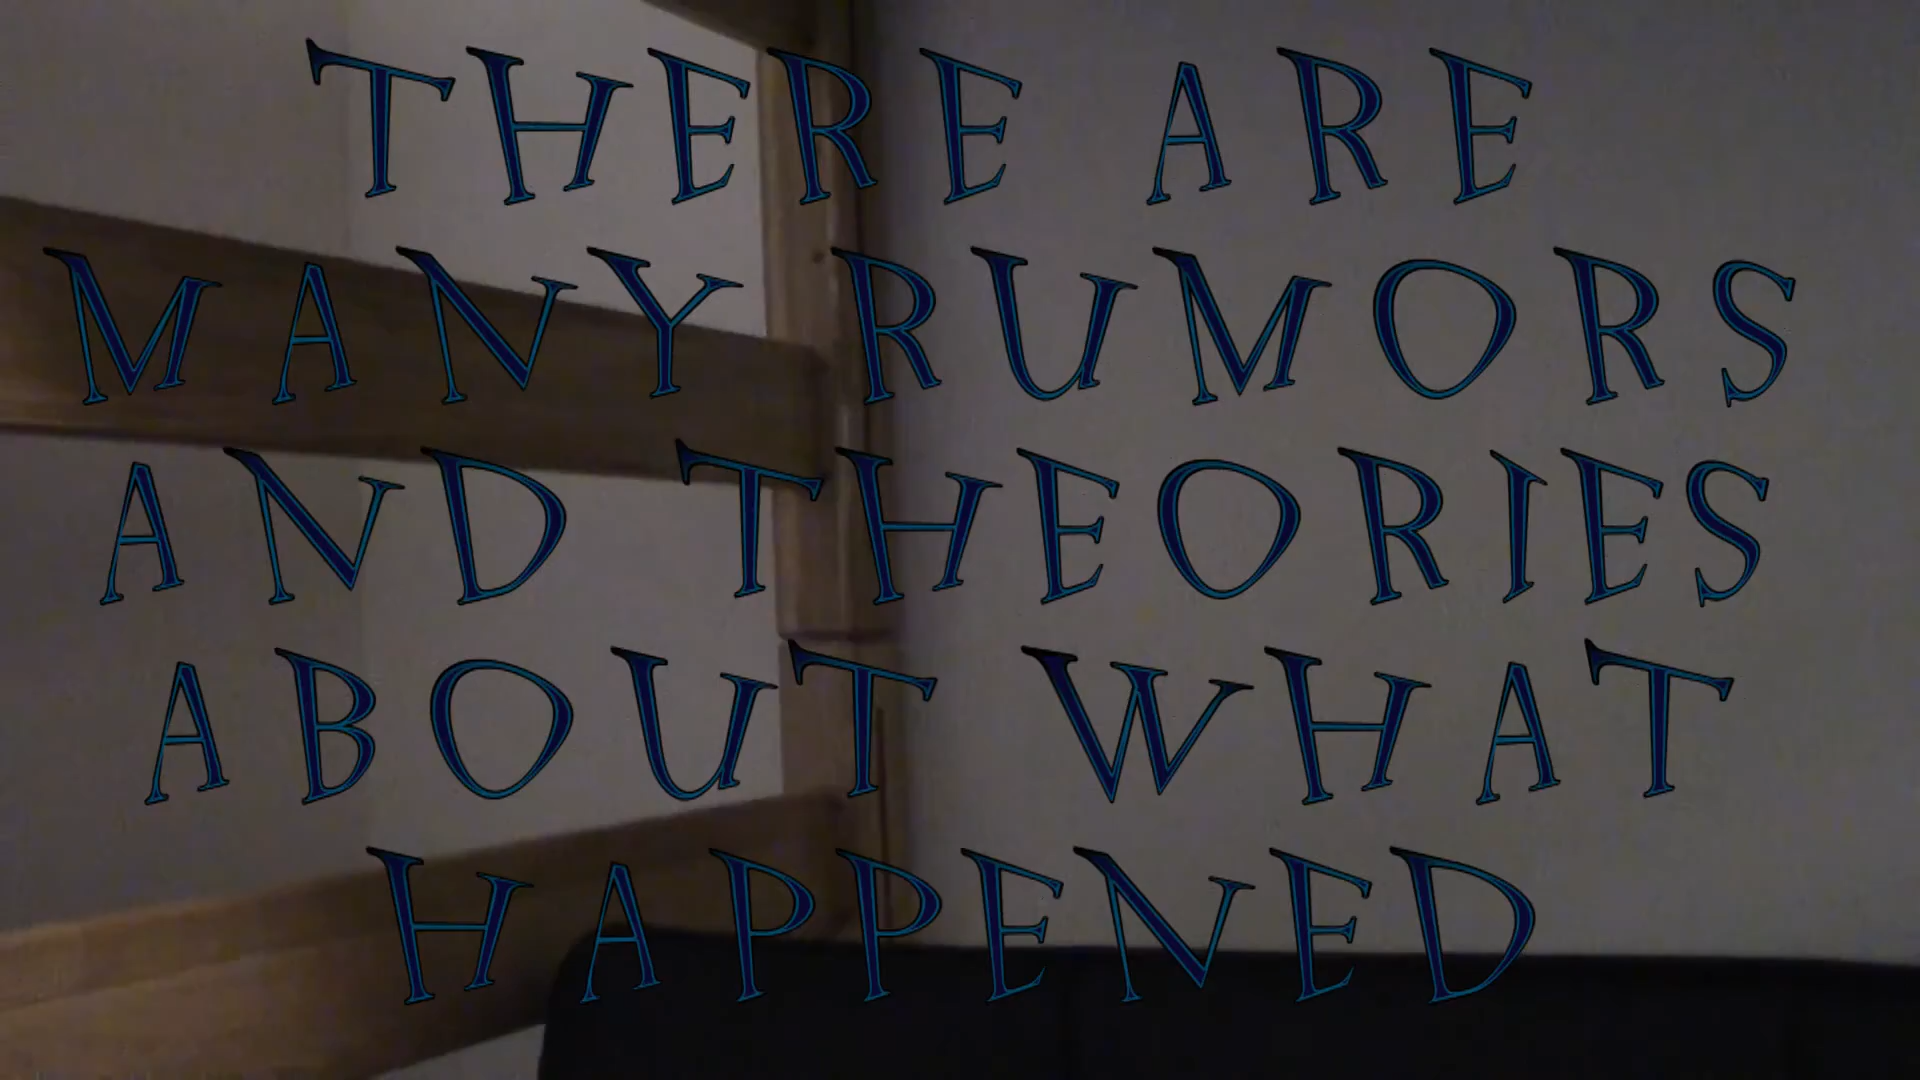 THERE ARE
MANY RUMORS
AND THEORIES
ABOUT WHAT
HAPPENED